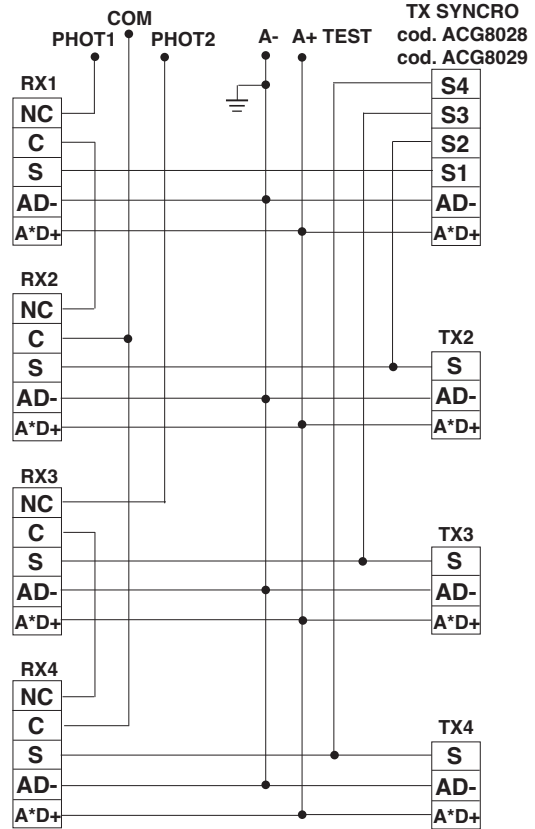 COM
PHOT1
PHOT2
A-
A+ TEST
TX SYNCRO
cod. ACG8028
cod. ACG8029
RX1
NC
C
S
AD-
A*D+
S4
S3
S2
S1
AD-
A*D+
RX2
NC
C
S
AD-
A*D+
TX2
S
AD-
A*D+
RX3
NC
C
S
AD-
A*D+
TX3
S
AD-
A*D+
RX4
NC
C
S
AD-
A*D+
TX4
S
AD-
A*D+